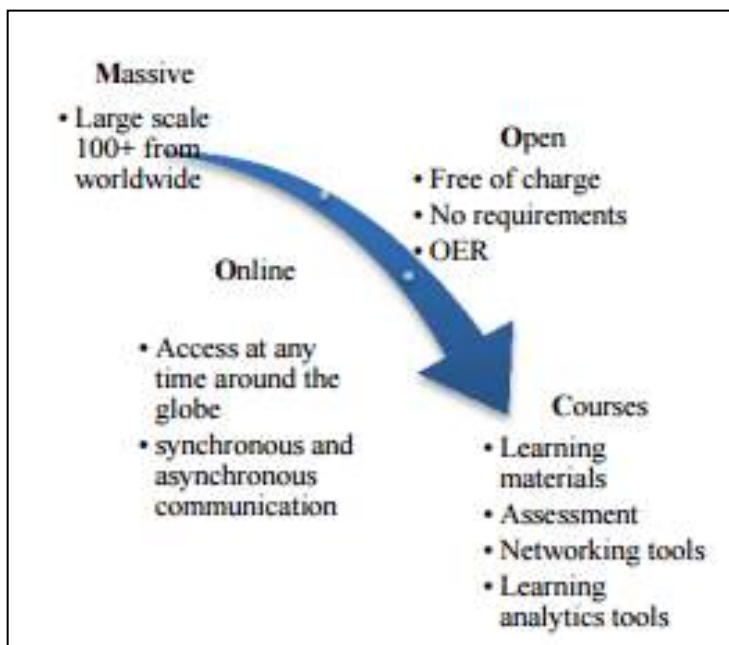 Massive
• Large scale
100+ from
worldwide
Open
• Free of charge
• No requirements
• OER
Online
• Access at any
time around the
globe
• synchronous and
asynchronous
communication
Courses
• Learning
materials
• Assessment
• Networking tools
• Learning
analytics tools